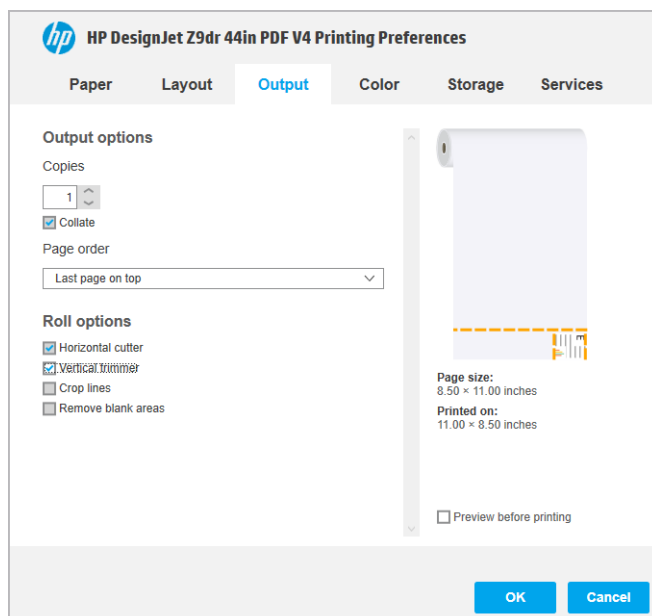 hp HP DesignJet Z9dr 44in PDF V4 Printing Preferences
Paper Layout Output Color Storage Services
Output options
Copies
1
Collate
Page order
Last page on top
Roll options
Horizontal cutter
Vertical trimmer
Crop lines
Remove blank areas
Page size:
8.50 × 11.00 inches
Printed on:
11.00 × 8.50 inches
Preview before printing
OK Cancel